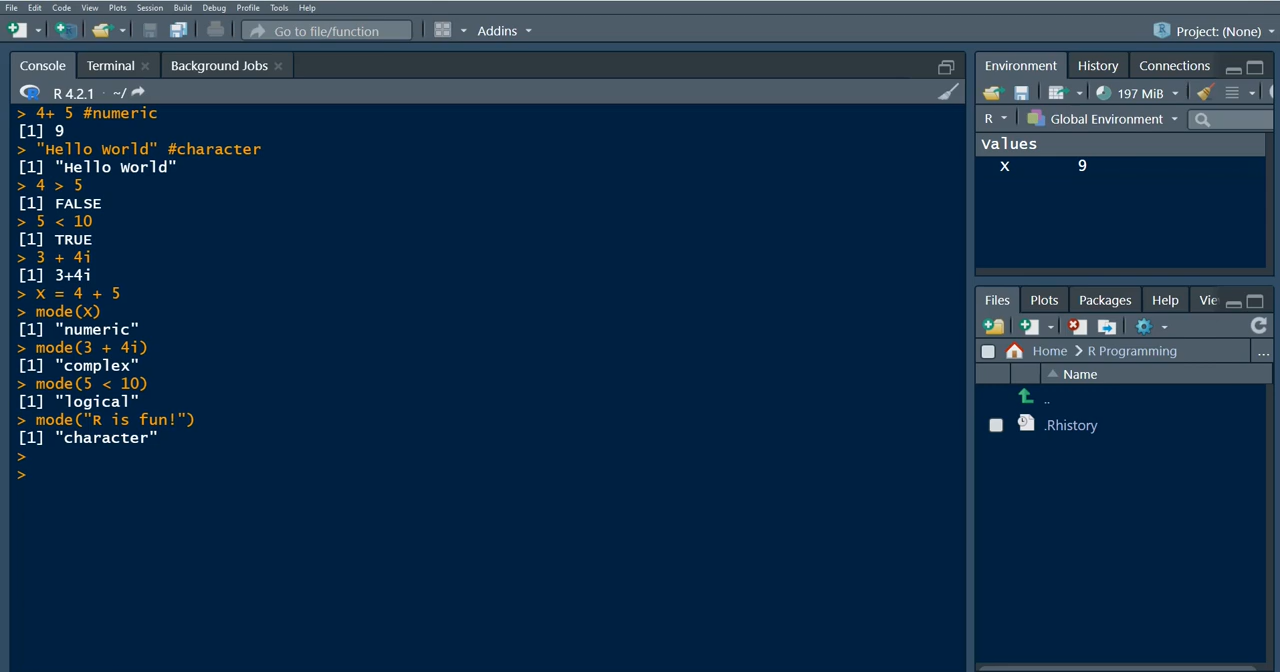 File Edit Code View Plots Session Build Debug Profile Tools Help
Go to file/function Addins Project: (None)
Console Terminal Background Jobs
R 4.2.1 · ~/
> 4+ 5 #numeric
[1] 9
> "Hello World" #character
[1] "Hello World"
> 4 > 5
[1] FALSE
> 5 < 10
[1] TRUE
> 3 + 4i
[1] 3+4i
> x = 4 + 5
> mode(x)
[1] "numeric"
> mode(3 + 4i)
[1] "complex"
> mode(5 < 10)
[1] "logical"
> mode("R is fun!")
[1] "character"
>
>
Environment History Connections
197 MiB
R Global Environment
Values
x 9
Files Plots Packages Help Vie
Home > R Programming ...
Name
..
.Rhistory